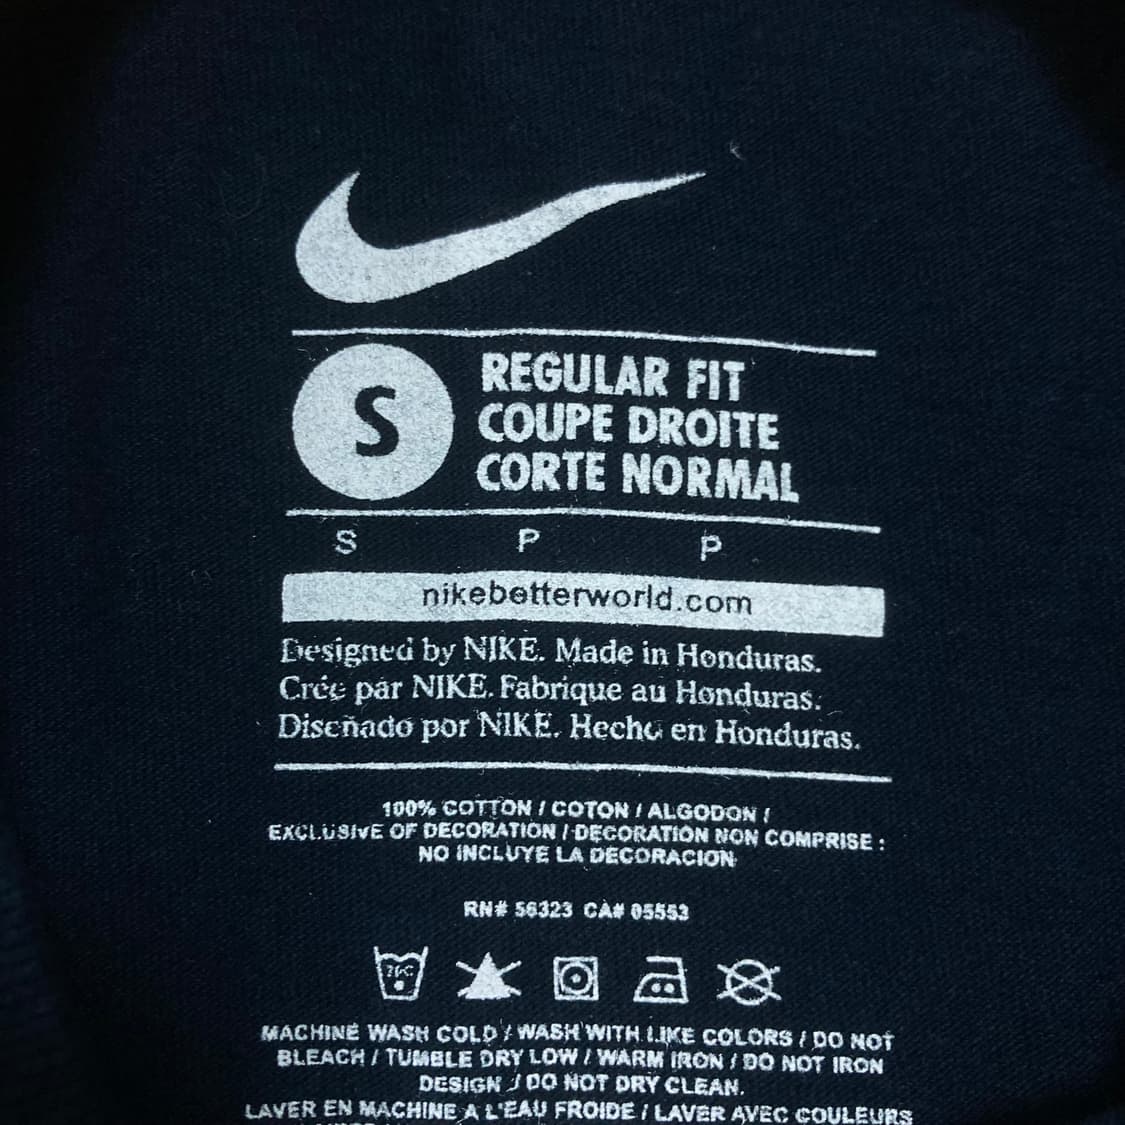 S
REGULAR FIT
COUPE DROITE
CORTE NORMAL
S P P
nikebetterworld.com
Designed by NIKE. Made in Honduras.
Créé par NIKE. Fabrique au Honduras.
Diseñado por NIKE. Hecho en Honduras.
100% COTTON / COTON / ALGODON /
EXCLUSIVE OF DECORATION / DECORATION NON COMPRISE :
NO INCLUYE LA DECORACION
RN# 56323 CA# 05553
MACHINE WASH COLD / WASH WITH LIKE COLORS / DO NOT
BLEACH / TUMBLE DRY LOW / WARM IRON / DO NOT IRON
DESIGN / DO NOT DRY CLEAN.
LAVER EN MACHINE A L'EAU FROIDE / LAVER AVEC COULEURS